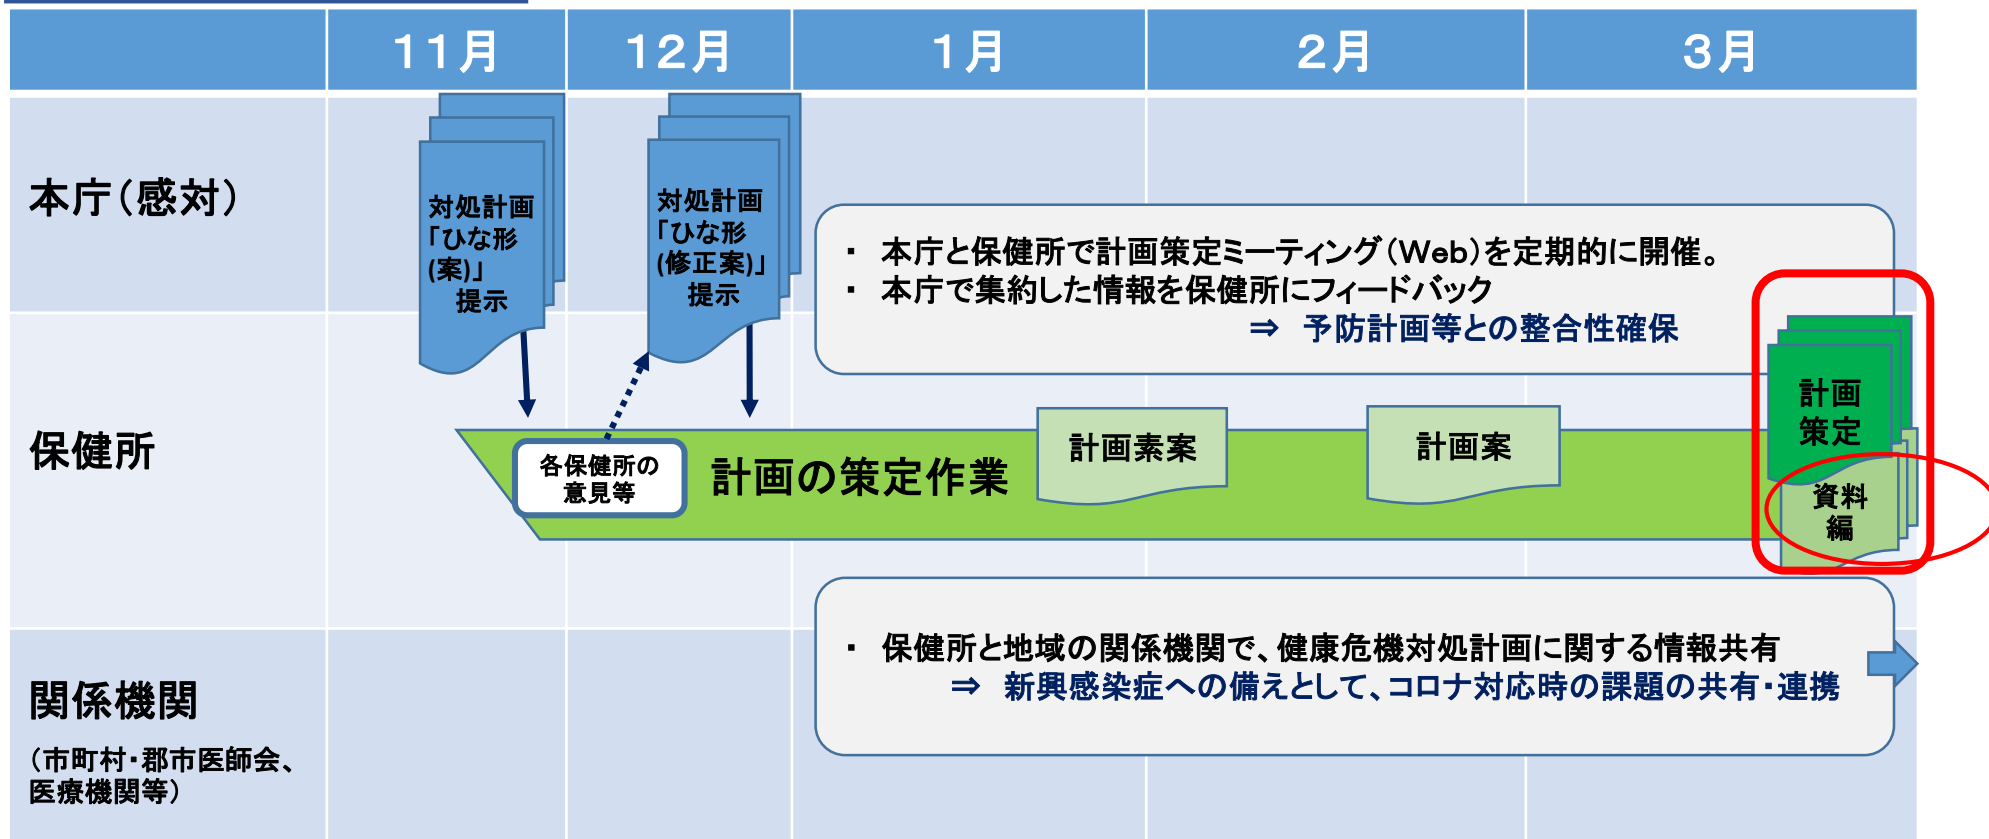 11月
12月
1月
2月
3月
本庁（感対）
対処計画
「ひな形
(案)」
提示
対処計画
「ひな形
(修正案)」
提示
・ 本庁と保健所で計画策定ミーティング（Web）を定期的に開催。
・ 本庁で集約した情報を保健所にフィードバック
⇒ 予防計画等との整合性確保
保健所
各保健所の
意見等
計画の策定作業
計画素案
計画案
計画
策定
資料
編
関係機関
（市町村・郡市医師会、
医療機関等）
・ 保健所と地域の関係機関で、健康危機対処計画に関する情報共有
⇒ 新興感染症への備えとして、コロナ対応時の課題の共有・連携